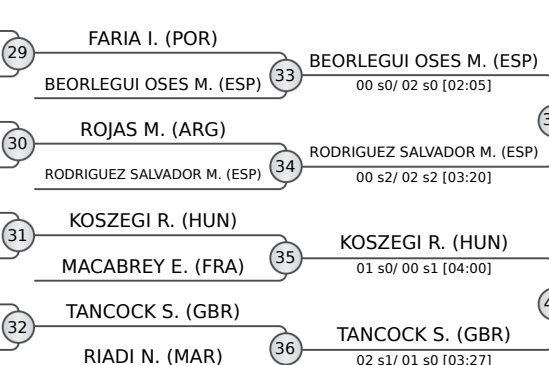 FARIA I. (POR)
29
BEORLEGUI OSES M. (ESP)
33
BEORLEGUI OSES M. (ESP)
00 s0/ 02 s0 [02:05]
ROJAS M. (ARG)
30
RODRIGUEZ SALVADOR M. (ESP)
34
RODRIGUEZ SALVADOR M. (ESP)
00 s2/ 02 s2 [03:20]
KOSZEGI R. (HUN)
31
MACABREY E. (FRA)
35
KOSZEGI R. (HUN)
01 s0/ 00 s1 [04:00]
TANCOCK S. (GBR)
32
RIADI N. (MAR)
36
TANCOCK S. (GBR)
02 s1/ 01 s0 [03:27]